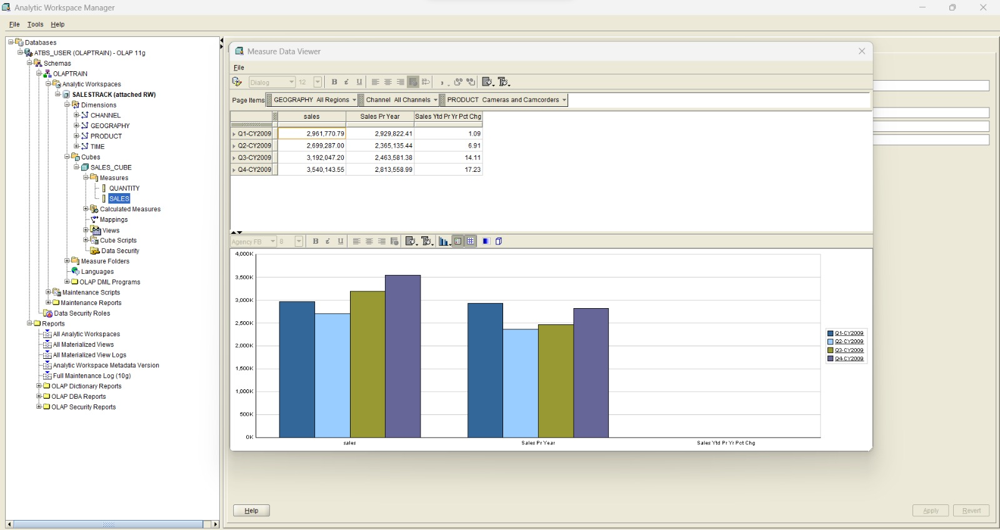 Analytic Workspace Manager
File Tools Help
Databases
ATBS_USER (OLAPTRAIN) - OLAP 11g
Schemas
OLAPTRAIN
Analytic Workspaces
SALESTRACK (attached RW)
Dimensions
CHANNEL
GEOGRAPHY
PRODUCT
TIME
Cubes
SALES_CUBE
Measures
QUANTITY
SALES
Calculated Measures
Mappings
Views
Cube Scripts
Data Security
Measure Folders
Languages
OLAP DML Programs
Maintenance Scripts
Maintenance Reports
Data Security Roles
Reports
All Analytic Workspaces
All Materialized Views
All Materialized View Logs
Analytic Workspace Metadata Version
Full Maintenance Log (10g)
OLAP Dictionary Reports
OLAP DBA Reports
OLAP Security Reports
Measure Data Viewer
File
Dialog 12 B i U
Page Items GEOGRAPHY All Regions Channel All Channels PRODUCT Cameras and Camcorders
sales Sales Pr Year Sales Ytd Pr Yr Pct Chg
Q1-CY2009 2,961,770.79 2,929,822.41 1.09
Q2-CY2009 2,699,287.00 2,365,135.44 6.91
Q3-CY2009 3,192,047.20 2,463,581.38 14.11
Q4-CY2009 3,540,143.55 2,813,558.99 17.23
Agency FB 8 B i U
4,000K
3,500K
3,000K
2,500K
2,000K
1,500K
1,000K
500K
0K
sales Sales Pr Year Sales Ytd Pr Yr Pct Chg
Q1-CY2009
Q2-CY2009
Q3-CY2009
Q4-CY2009
Help Apply Revert